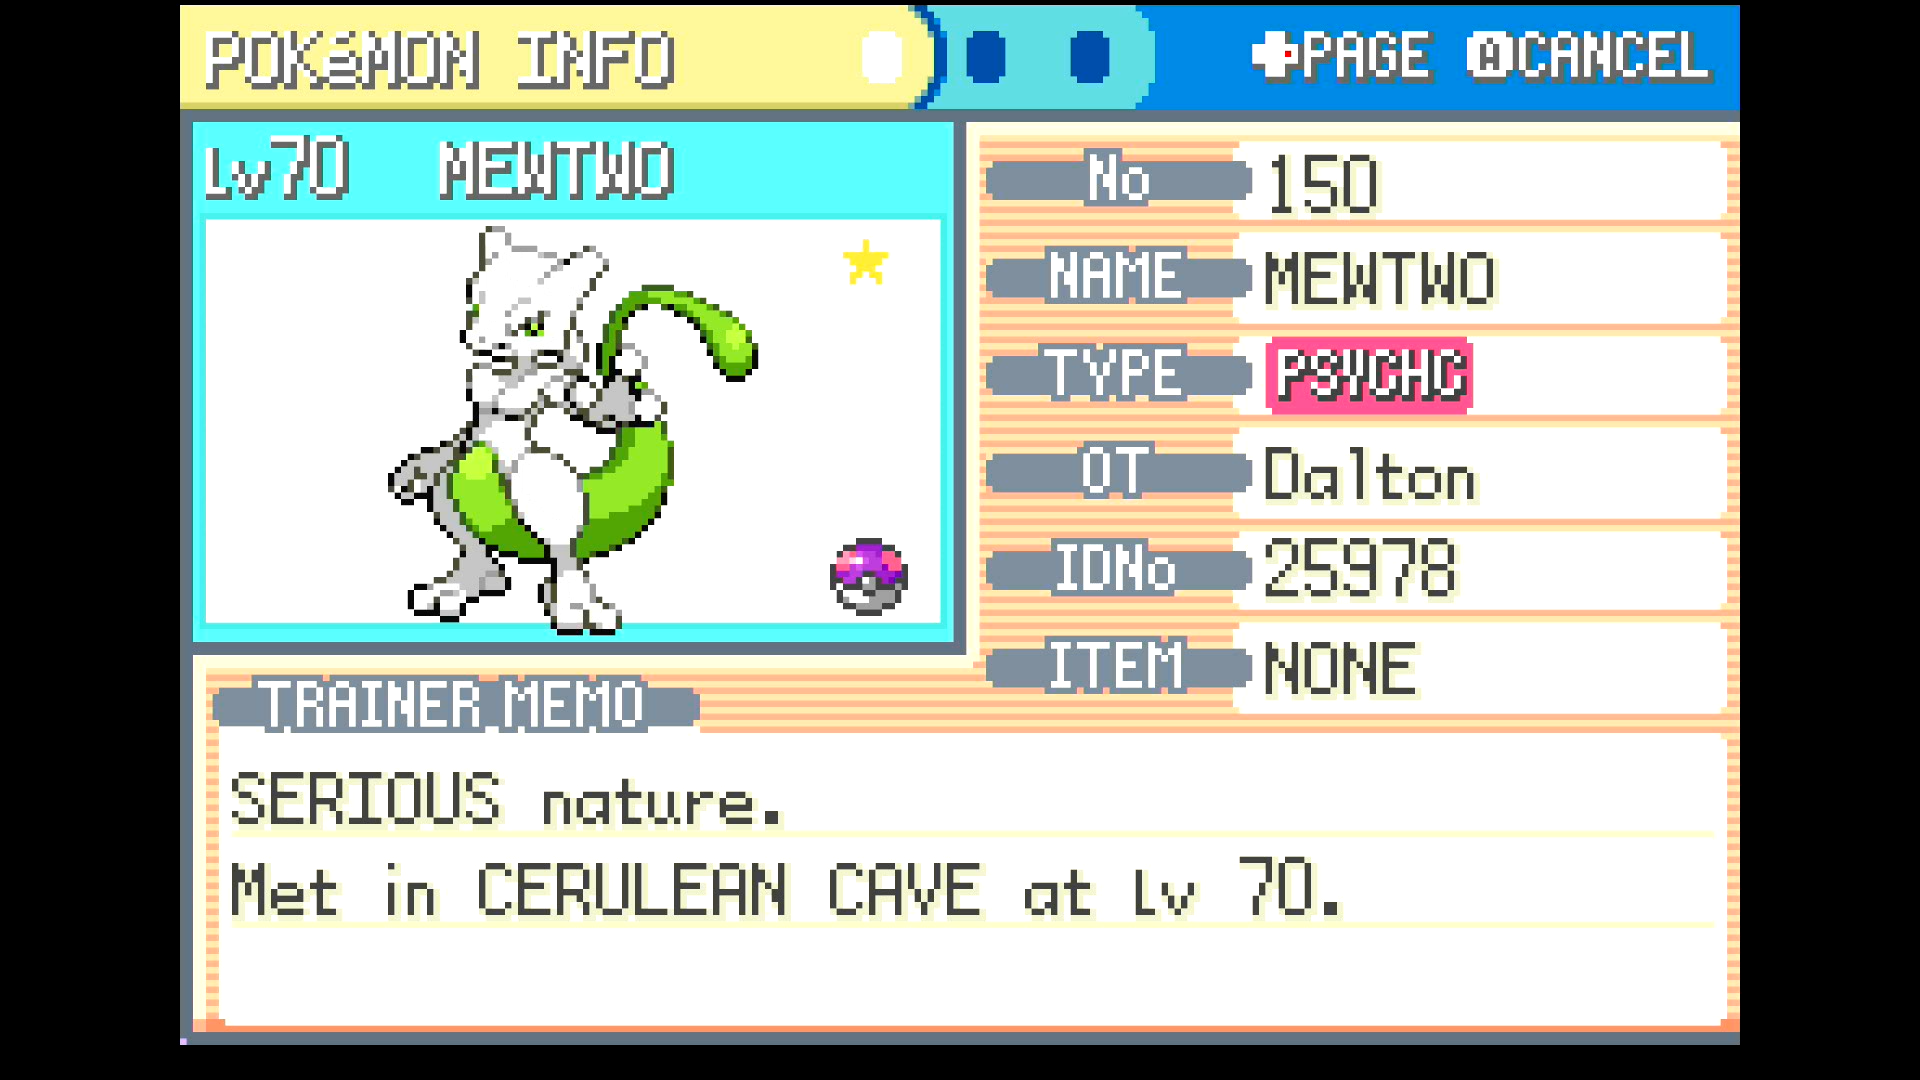 POKéMON INFO
PAGE A CANCEL
Lv70 MEWTWO
No 150
NAME MEWTWO
TYPE PSYCHC
OT Dalton
IDNo 25978
ITEM NONE
TRAINER MEMO
SERIOUS nature.
Met in CERULEAN CAVE at Lv 70.